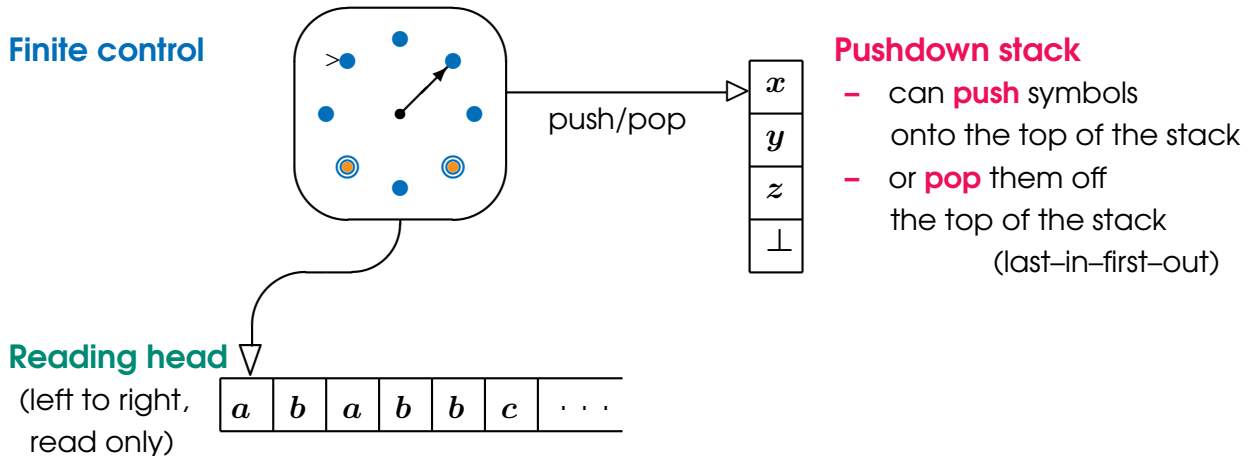 Finite control
>
push/pop
x
y
z
⊥
Pushdown stack
– can push symbols
onto the top of the stack
– or pop them off
the top of the stack
(last–in–first–out)
Reading head
(left to right,
read only)
a b a b b c · · ·